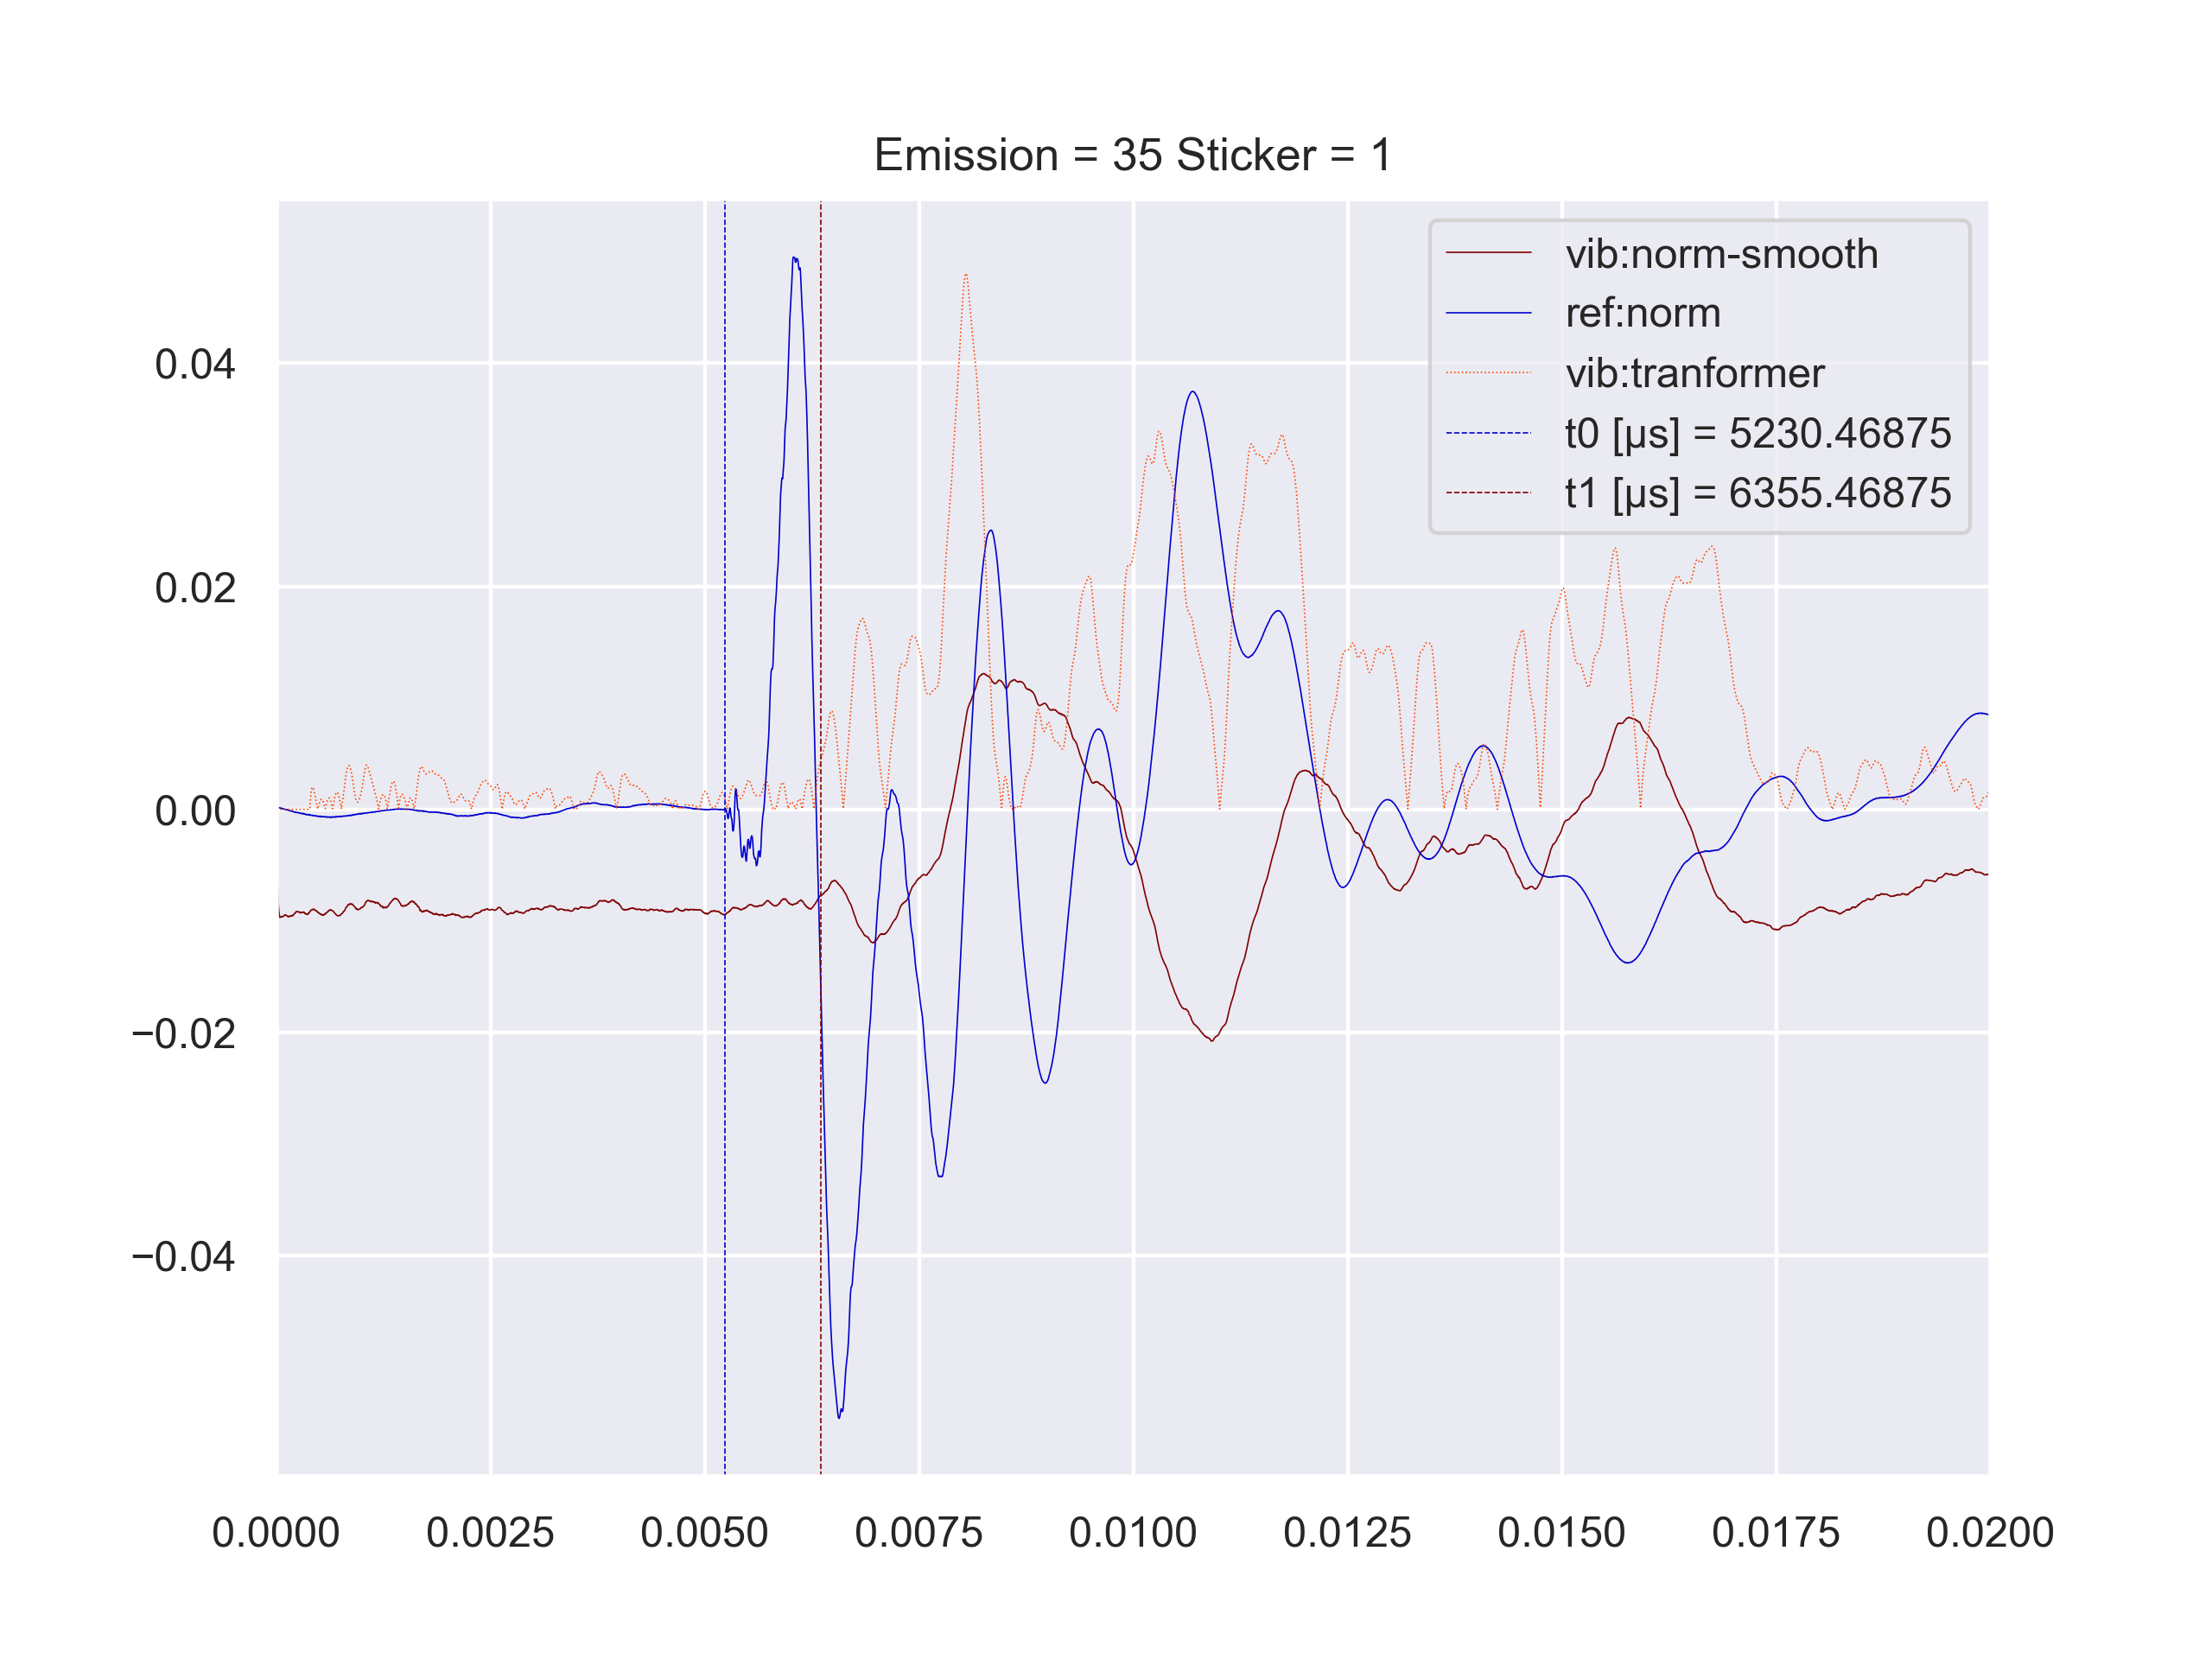 Emission = 35 Sticker = 1
vib:norm-smooth
ref:norm
vib:tranformer
t0 [µs] = 5230.46875
t1 [µs] = 6355.46875
0.04
0.02
0.00
−0.02
−0.04
0.0000 0.0025 0.0050 0.0075 0.0100 0.0125 0.0150 0.0175 0.0200